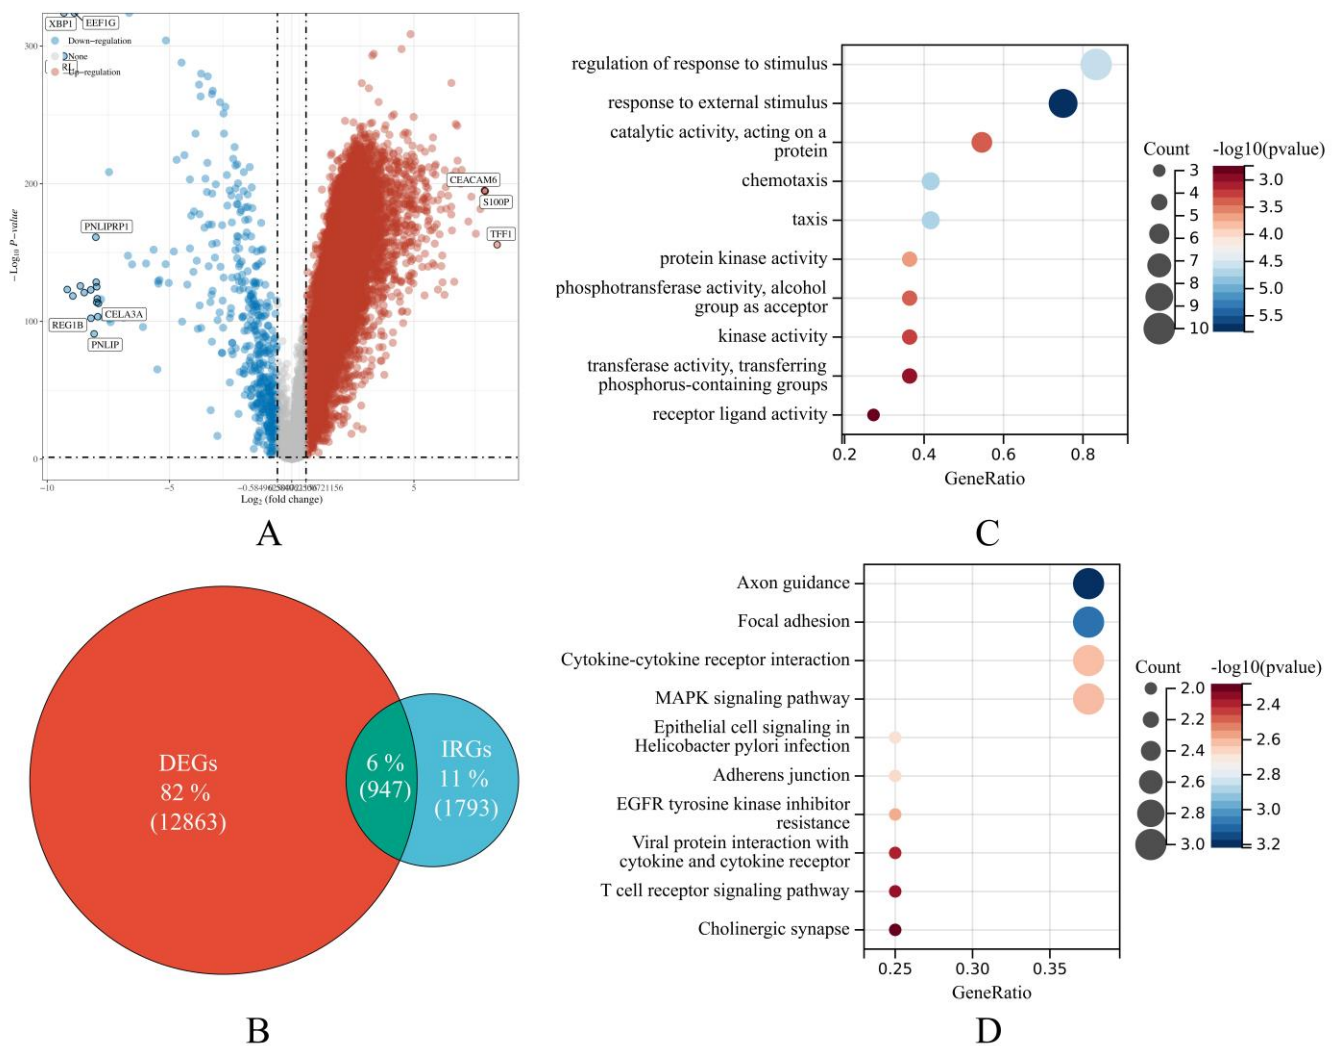 XBP1
EEF1G
Down−regulation
None
Up−regulation
300
200
100
0
−Log10 P−value
CEACAM6
S100P
TFF1
PNLIPRP1
CELA3A
REG1B
PNLIP
−10
−5
5
Log2 (fold change)
A
DEGs
82 %
(12863)
6 %
(947)
IRGs
11 %
(1793)
B
regulation of response to stimulus
response to external stimulus
catalytic activity, acting on a
protein
chemotaxis
taxis
protein kinase activity
phosphotransferase activity, alcohol
group as acceptor
kinase activity
transferase activity, transferring
phosphorus-containing groups
receptor ligand activity
0.2
0.4
0.6
0.8
GeneRatio
Count
3
4
5
6
7
8
9
10
-log10(pvalue)
3.0
3.5
4.0
4.5
5.0
5.5
C
Axon guidance
Focal adhesion
Cytokine-cytokine receptor interaction
MAPK signaling pathway
Epithelial cell signaling in
Helicobacter pylori infection
Adherens junction
EGFR tyrosine kinase inhibitor
resistance
Viral protein interaction with
cytokine and cytokine receptor
T cell receptor signaling pathway
Cholinergic synapse
0.25
0.30
0.35
GeneRatio
Count
2.0
2.2
2.4
2.6
2.8
3.0
-log10(pvalue)
2.4
2.6
2.8
3.0
3.2
D